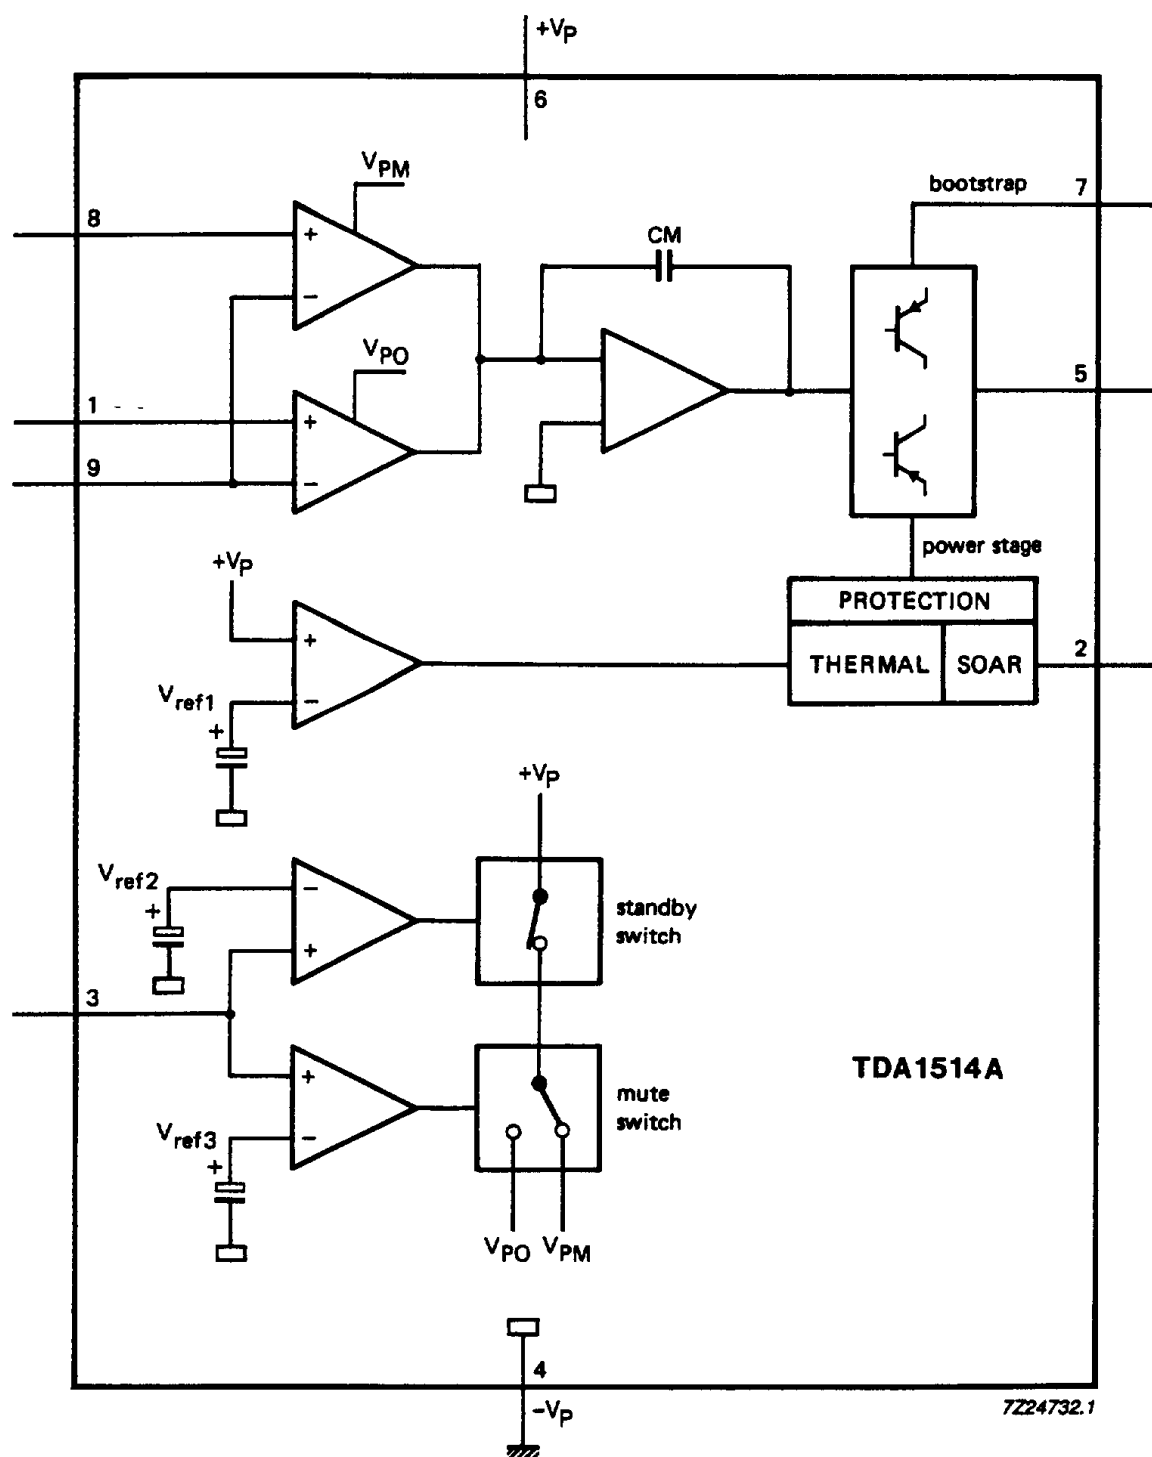 +VP
6
VPM
bootstrap 7
8
+
CM
−
VPO
5
1
+
9
−
power stage
+VP
PROTECTION
+
THERMAL SOAR 2
Vref1
−
+
+VP
Vref2
−
standby
switch
+
+
3
+
TDA1514A
mute
switch
Vref3
−
+
VPO VPM
4
−VP
7Z24732.1